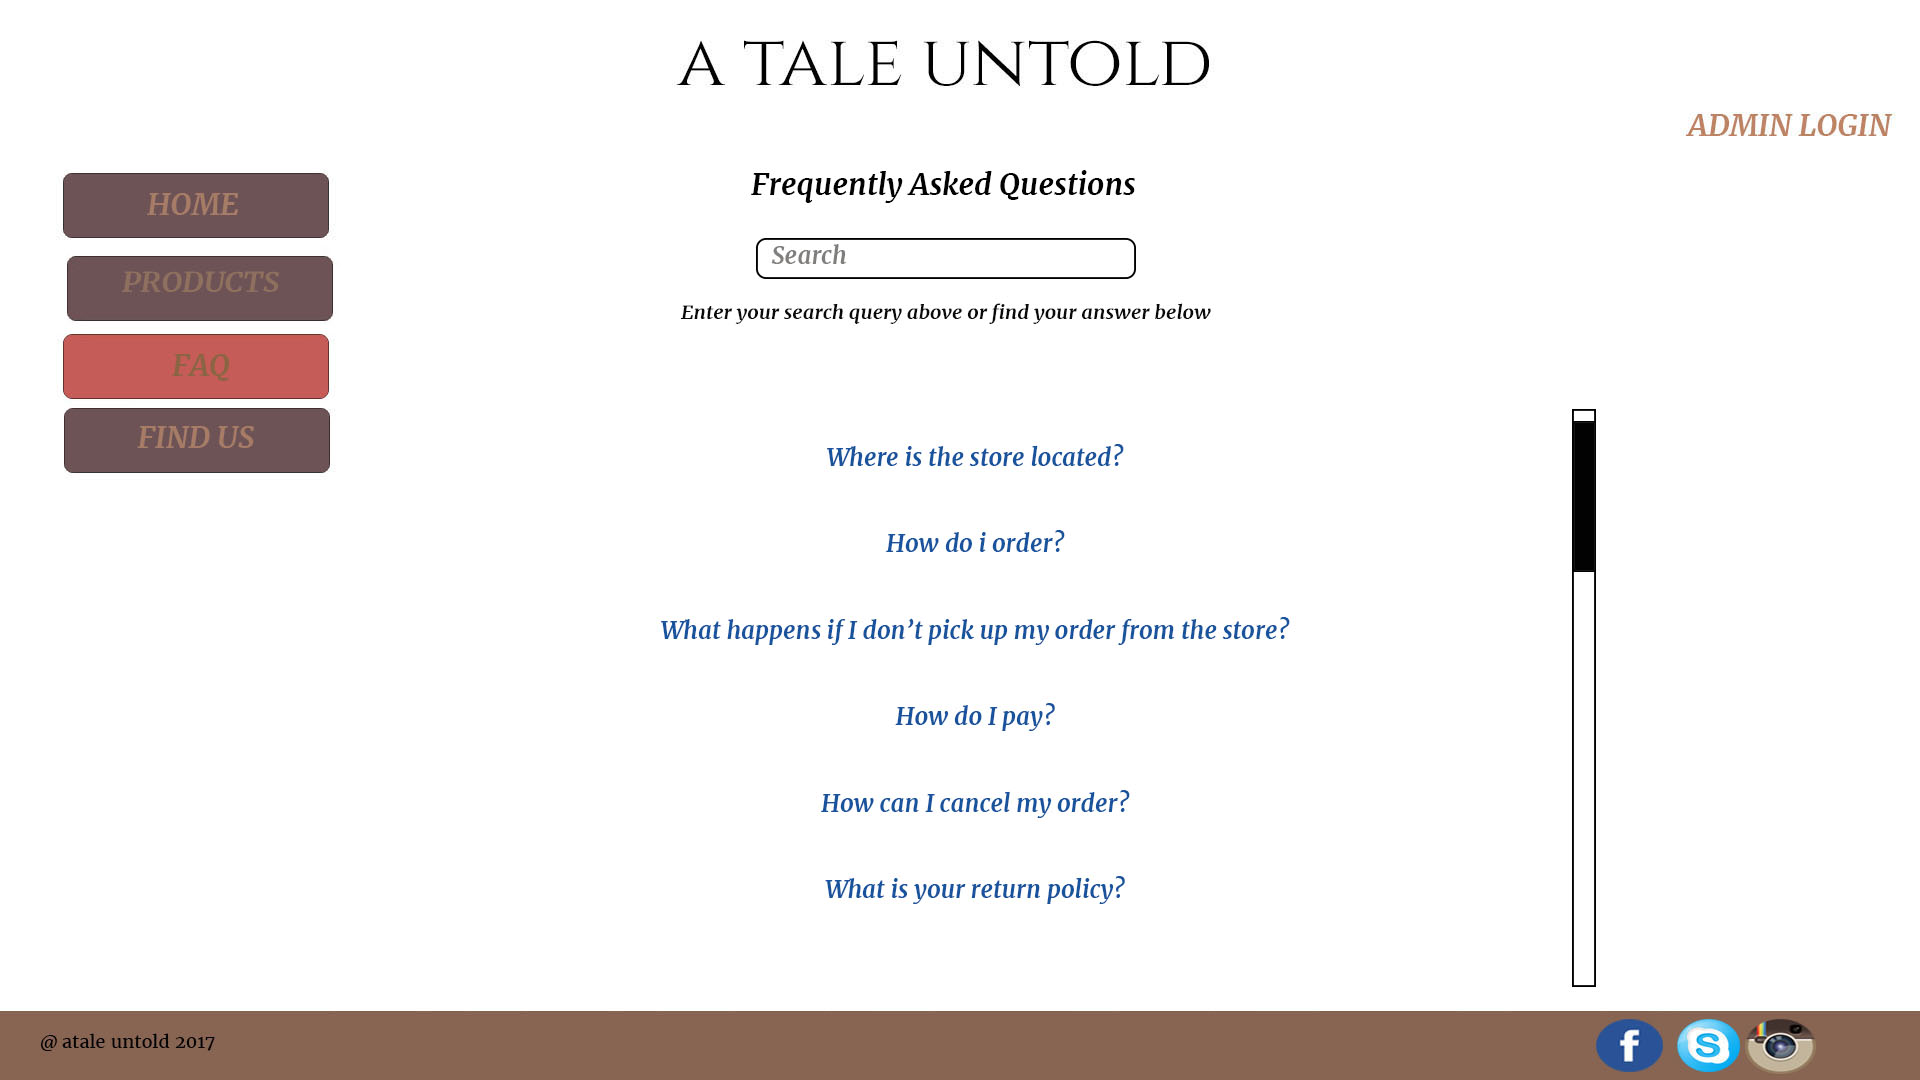 A TALE UNTOLD
ADMIN LOGIN
HOME
PRODUCTS
FAQ
FIND US
Frequently Asked Questions
Search
Enter your search query above or find your answer below
Where is the store located?
How do i order?
What happens if I don’t pick up my order from the store?
How do I pay?
How can I cancel my order?
What is your return policy?
@ atale untold 2017
f
S